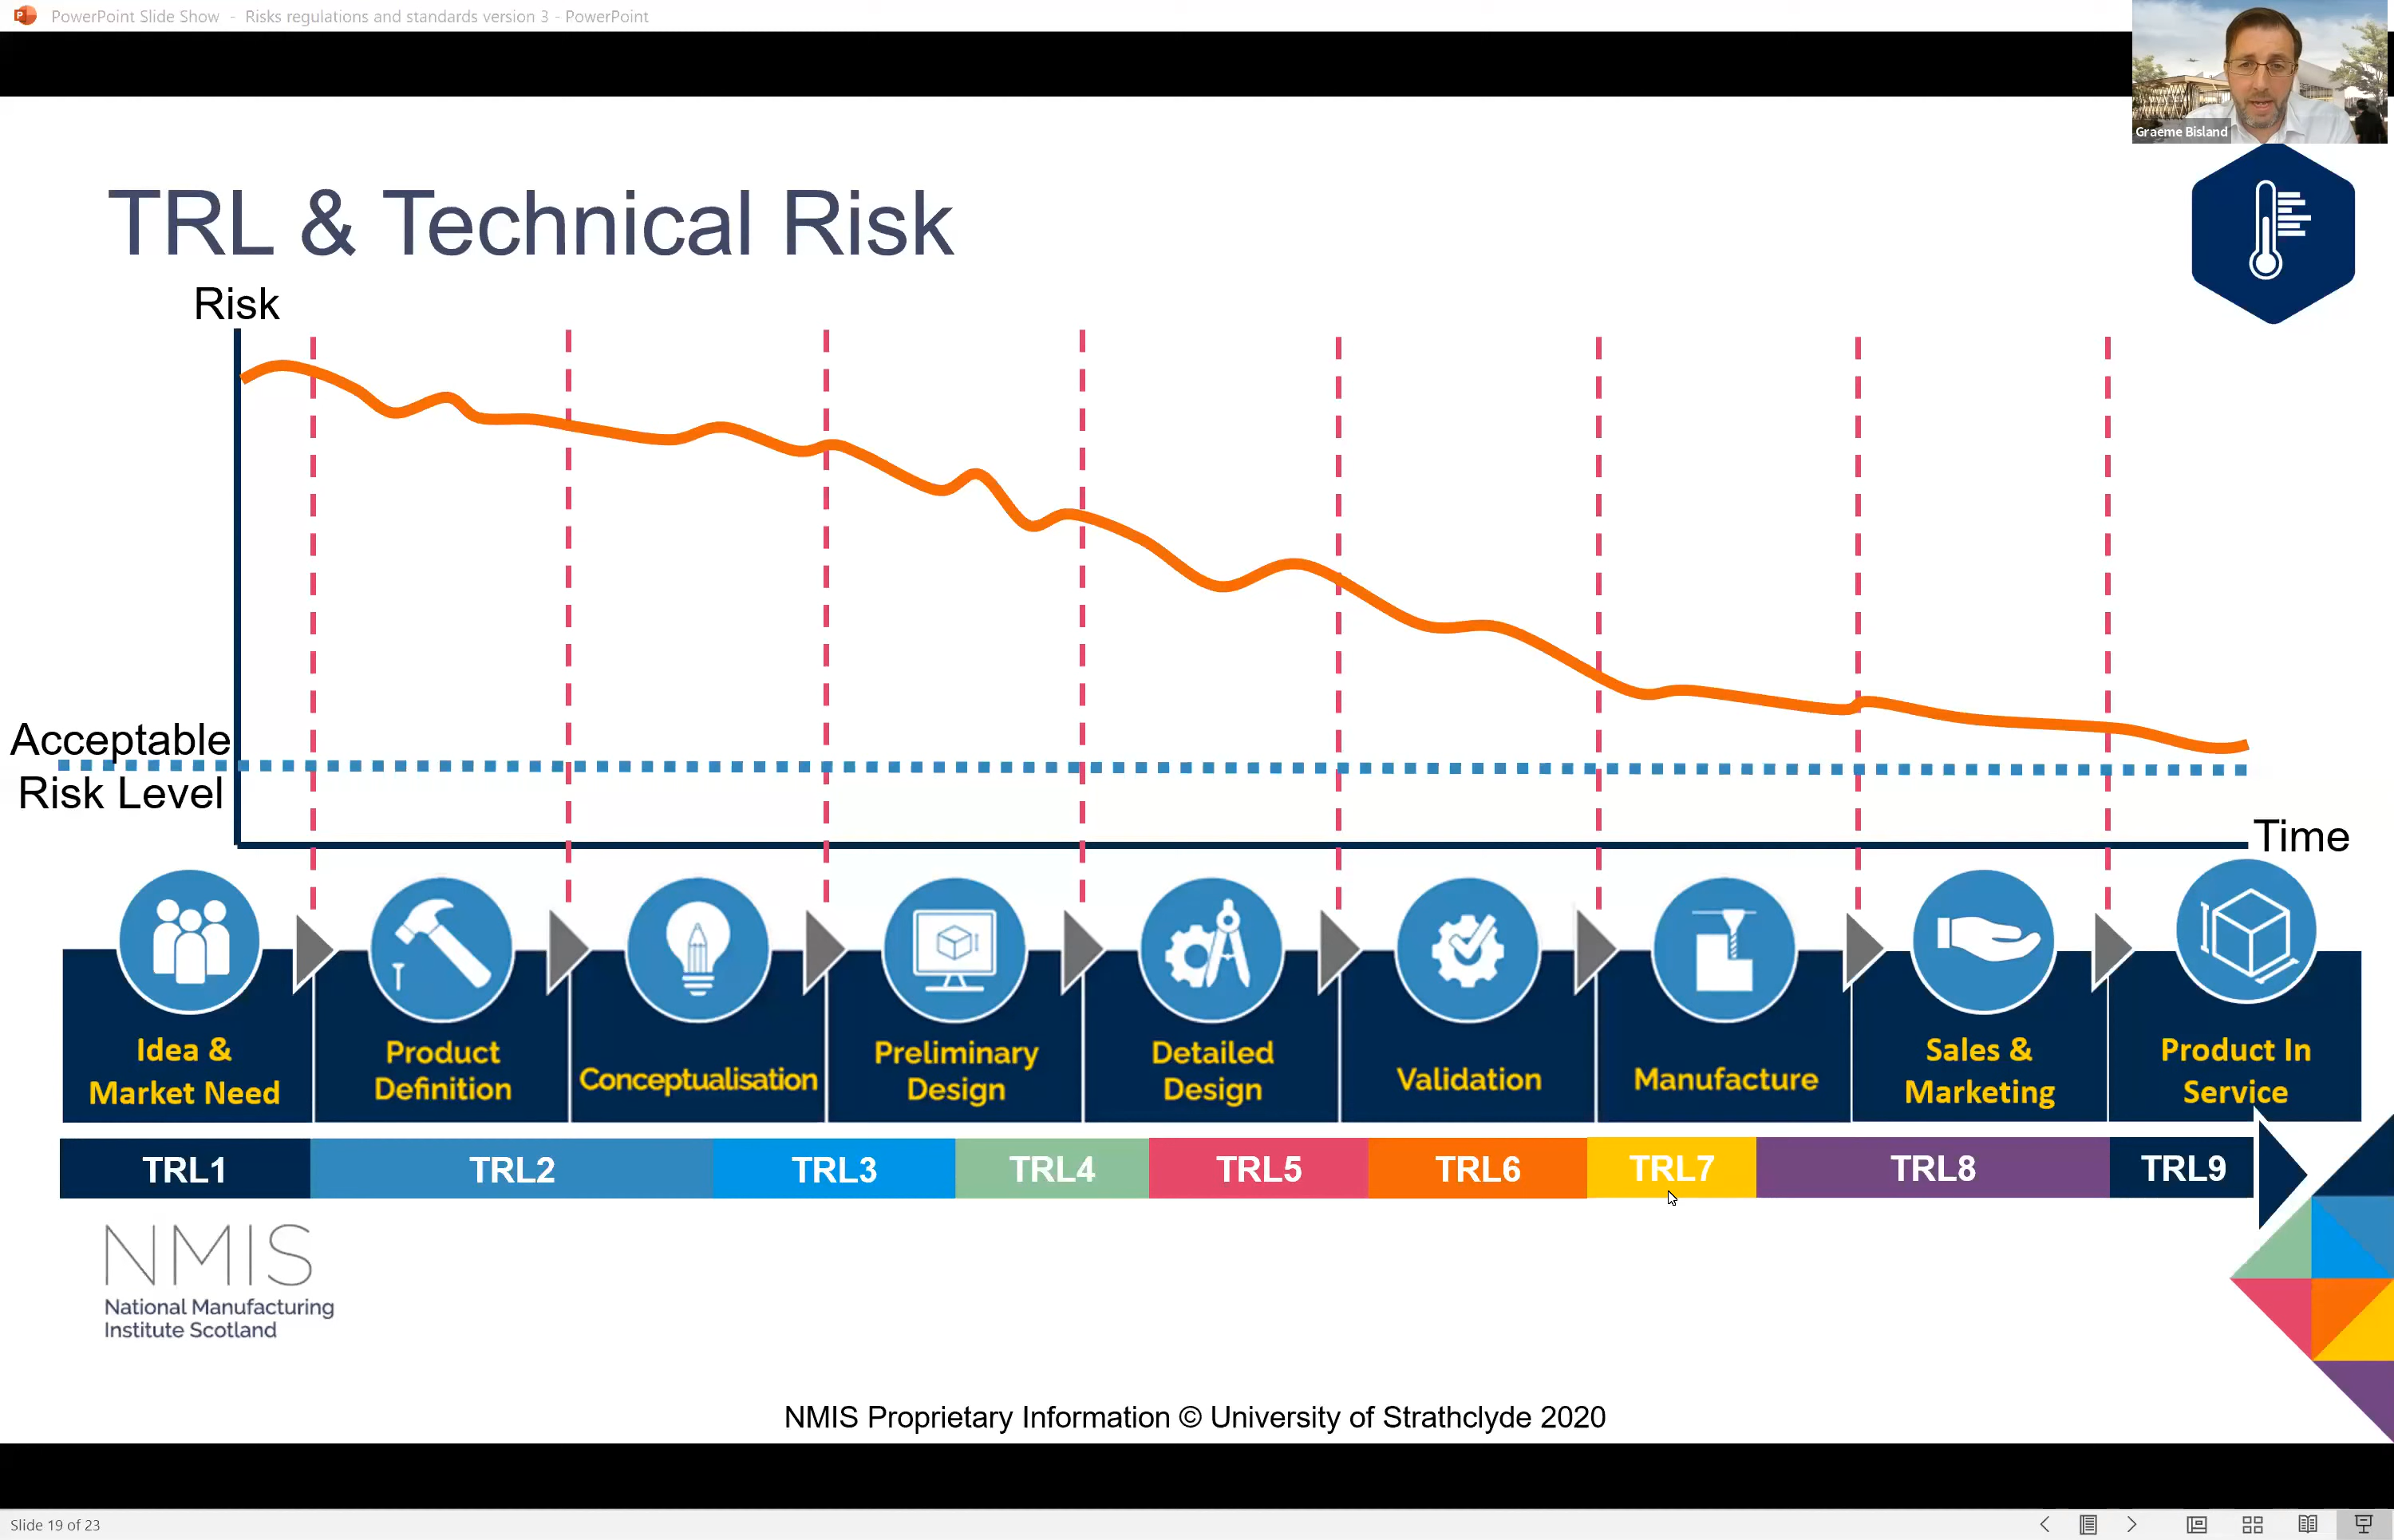 PowerPoint Slide Show - Risks regulations and standards version 3 - PowerPoint
Graeme Bisland
TRL & Technical Risk
Risk
Acceptable
Risk Level
Time
Idea &
Market Need
Product
Definition
Conceptualisation
Preliminary
Design
Detailed
Design
Validation
Manufacture
Sales &
Marketing
Product In
Service
TRL1
TRL2
TRL3
TRL4
TRL5
TRL6
TRL7
TRL8
TRL9
NMIS
National Manufacturing
Institute Scotland
NMIS Proprietary Information © University of Strathclyde 2020
Slide 19 of 23